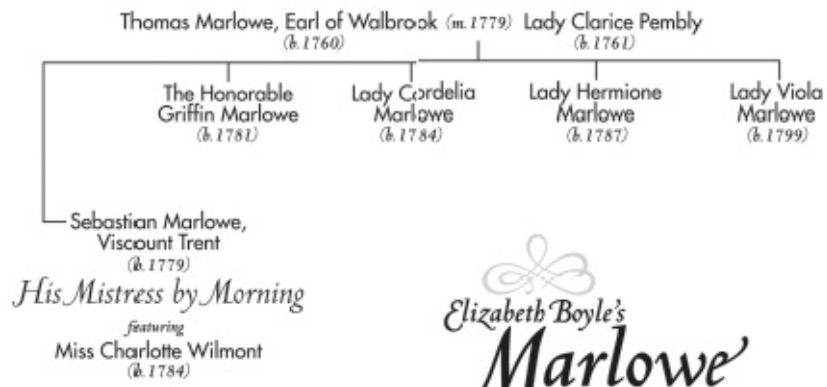 Thomas Marlowe, Earl of Walbrook (m. 1779) Lady Clarice Pembly
(b. 1760) (b. 1761)
The Honorable Lady Cordelia Lady Hermione Lady Viola
Griffin Marlowe Marlowe Marlowe Marlowe
(b. 1781) (b. 1784) (b. 1787) (b. 1799)
Sebastian Marlowe,
Viscount Trent
(b. 1779)
His Mistress by Morning
featuring
Miss Charlotte Wilmont
(b. 1784)
Elizabeth Boyle's
Marlowe